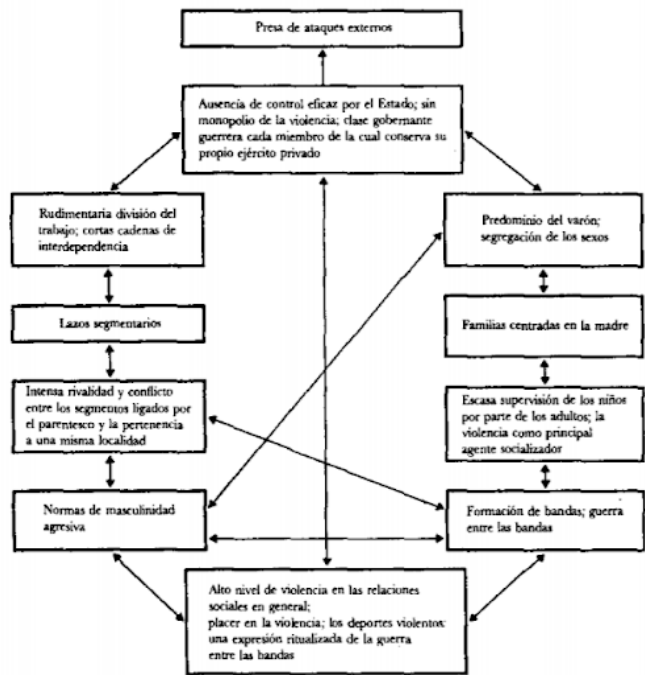 Presa de ataques externos
Ausencia de control eficaz por el Estado; sin
monopolio de la violencia; clase gobernante
guerrera cada miembro de la cual conserva su
propio ejército privado
Rudimentaria división del
trabajo; cortas cadenas de
interdependencia
Predominio del varón;
segregación de los sexos
Lazos segmentarios
Familias centradas en la madre
Intensa rivalidad y conflicto
entre los segmentos ligados por
el parentesco y la pertenencia
a una misma localidad
Escasa supervisión de los niños
por parte de los adultos; la
violencia como principal
agente socializador
Normas de masculinidad
agresiva
Formación de bandas; guerra
entre las bandas
Alto nivel de violencia en las relaciones
sociales en general;
placer en la violencia; los deportes violentos:
una expresión ritualizada de la guerra
entre las bandas